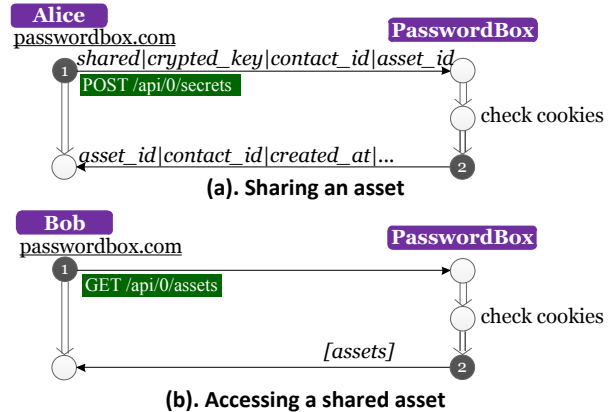 Alice
passwordbox.com
PasswordBox
shared|crypted_key|contact_id|asset_id
1
POST /api/0/secrets
check cookies
asset_id|contact_id|created_at|...
2
(a). Sharing an asset
Bob
passwordbox.com
PasswordBox
1
GET /api/0/assets
check cookies
[assets]
2
(b). Accessing a shared asset